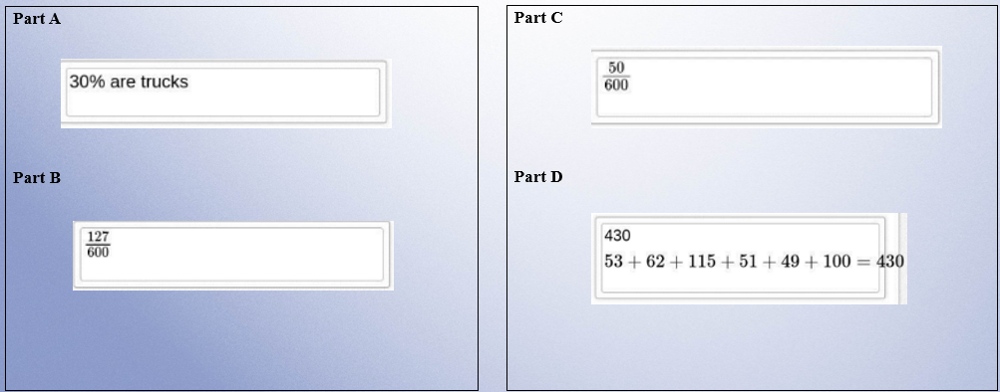 Part A
30% are trucks
Part B
127
600
Part C
50
600
Part D
430
53 + 62 + 115 + 51 + 49 + 100 = 430